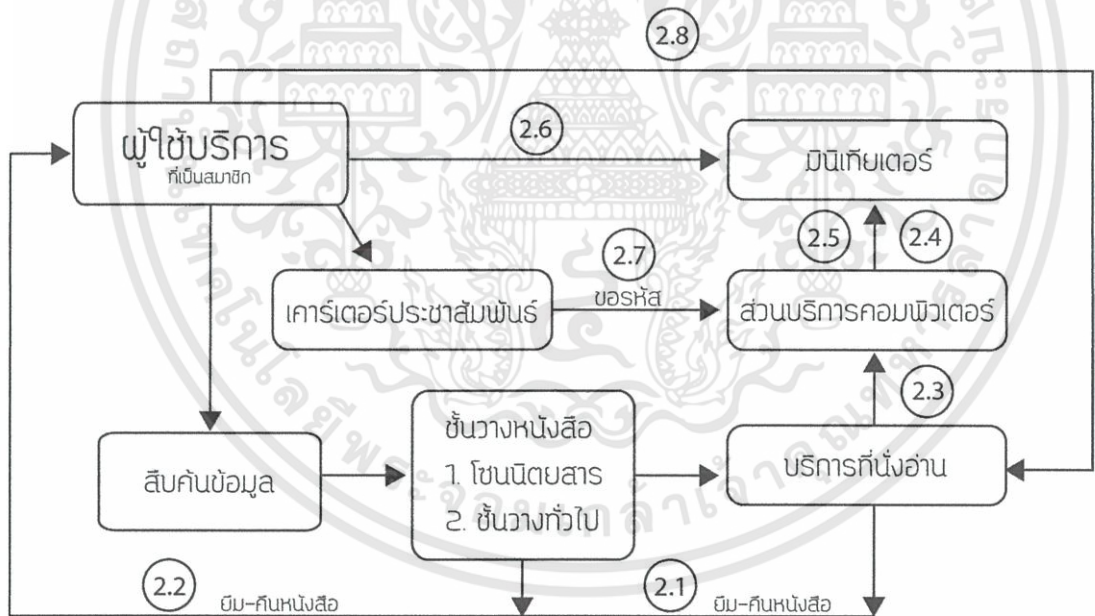 2.8
ผู้ใช้บริการ
ที่เป็นสมาชิก
2.6
มินิเทียเตอร์
2.5
2.4
เคาร์เตอร์ประชาสัมพันธ์
2.7
ขอรหัส
ส่วนบริการคอมพิวเตอร์
2.3
สืบค้นข้อมูล
ชั้นวางหนังสือ
1. โซนนิตยสาร
2. ชั้นวางทั่วไป
บริการที่นั่งอ่าน
2.2
ยืม-คืนหนังสือ
2.1
ยืม-คืนหนังสือ